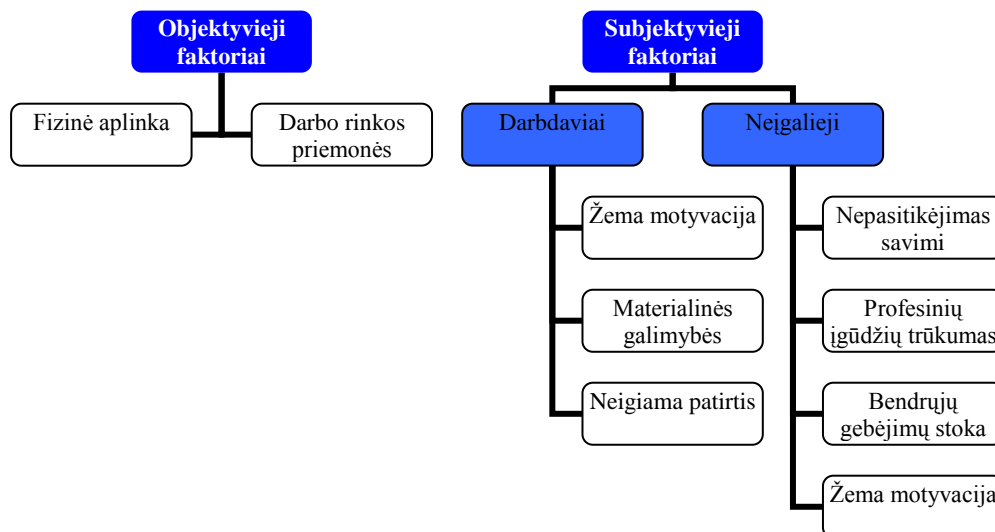 Objektyvieji
faktoriai
Fizinė aplinka
Darbo rinkos
priemonės
Subjektyvieji
faktoriai
Darbdaviai
Žema motyvacija
Materialinės
galimybės
Neigiama patirtis
Neįgalieji
Nepasitikėjimas
savimi
Profesinių
įgūdžių trūkumas
Bendrųjų
gebėjimų stoka
Žema motyvacija